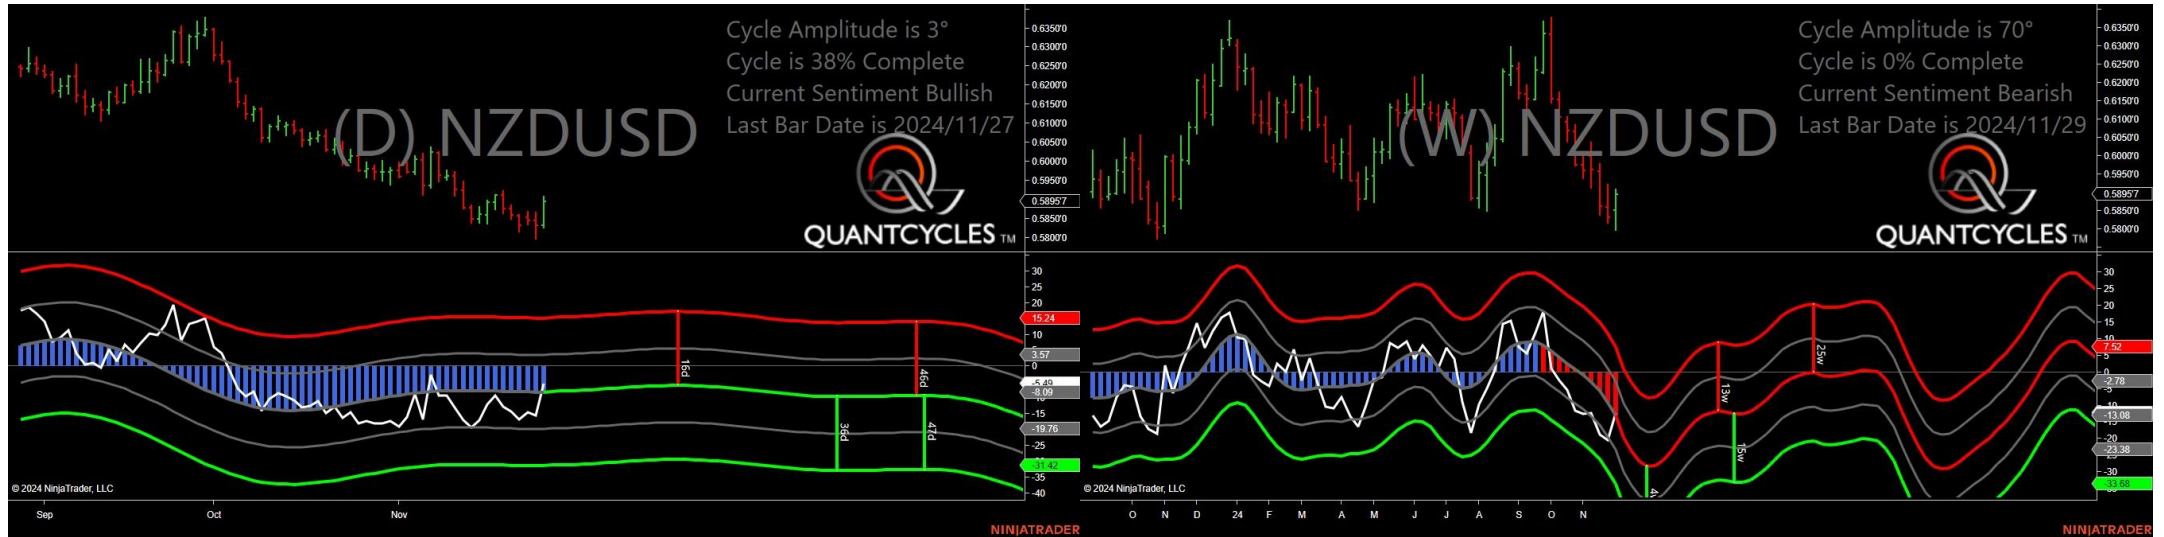 Cycle Amplitude is 3°
Cycle is 38% Complete
Current Sentiment Bullish
Last Bar Date is 2024/11/27
(D) NZDUSD
QUANTCYCLES TM
0.6350'0
0.6300'0
0.6250'0
0.6200'0
0.6150'0
0.6100'0
0.6050'0
0.6000'0
0.5950'0
0.5895'7
0.5850'0
0.5800'0
30
25
20
15.24
10
3.57
0
-5.49
-8.09
-15
-19.76
-25
-31.42
-35
-40
16d
36d
46d
47d
© 2024 NinjaTrader, LLC
Sep Oct Nov
NINJATRADER
Cycle Amplitude is 70°
Cycle is 0% Complete
Current Sentiment Bearish
Last Bar Date is 2024/11/29
(W) NZDUSD
QUANTCYCLES TM
0.6350'0
0.6300'0
0.6250'0
0.6200'0
0.6150'0
0.6100'0
0.6050'0
0.6000'0
0.5950'0
0.5895'7
0.5850'0
0.5800'0
30
25
20
15
10
7.52
5
0
-2.78
-5
-13.08
-20
-23.38
-30
-33.68
13w
15w
25w
© 2024 NinjaTrader, LLC
O N D 24 F M A M J J A S O N
NINJATRADER